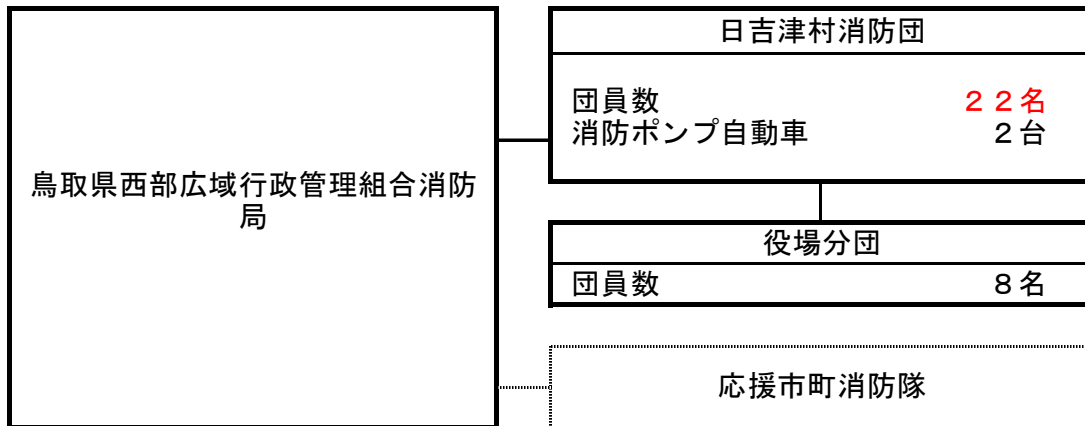 鳥取県西部広域行政管理組合消防
局
日吉津村消防団
団員数 ２２名
消防ポンプ自動車 ２台
役場分団
団員数 ８名
応援市町消防隊